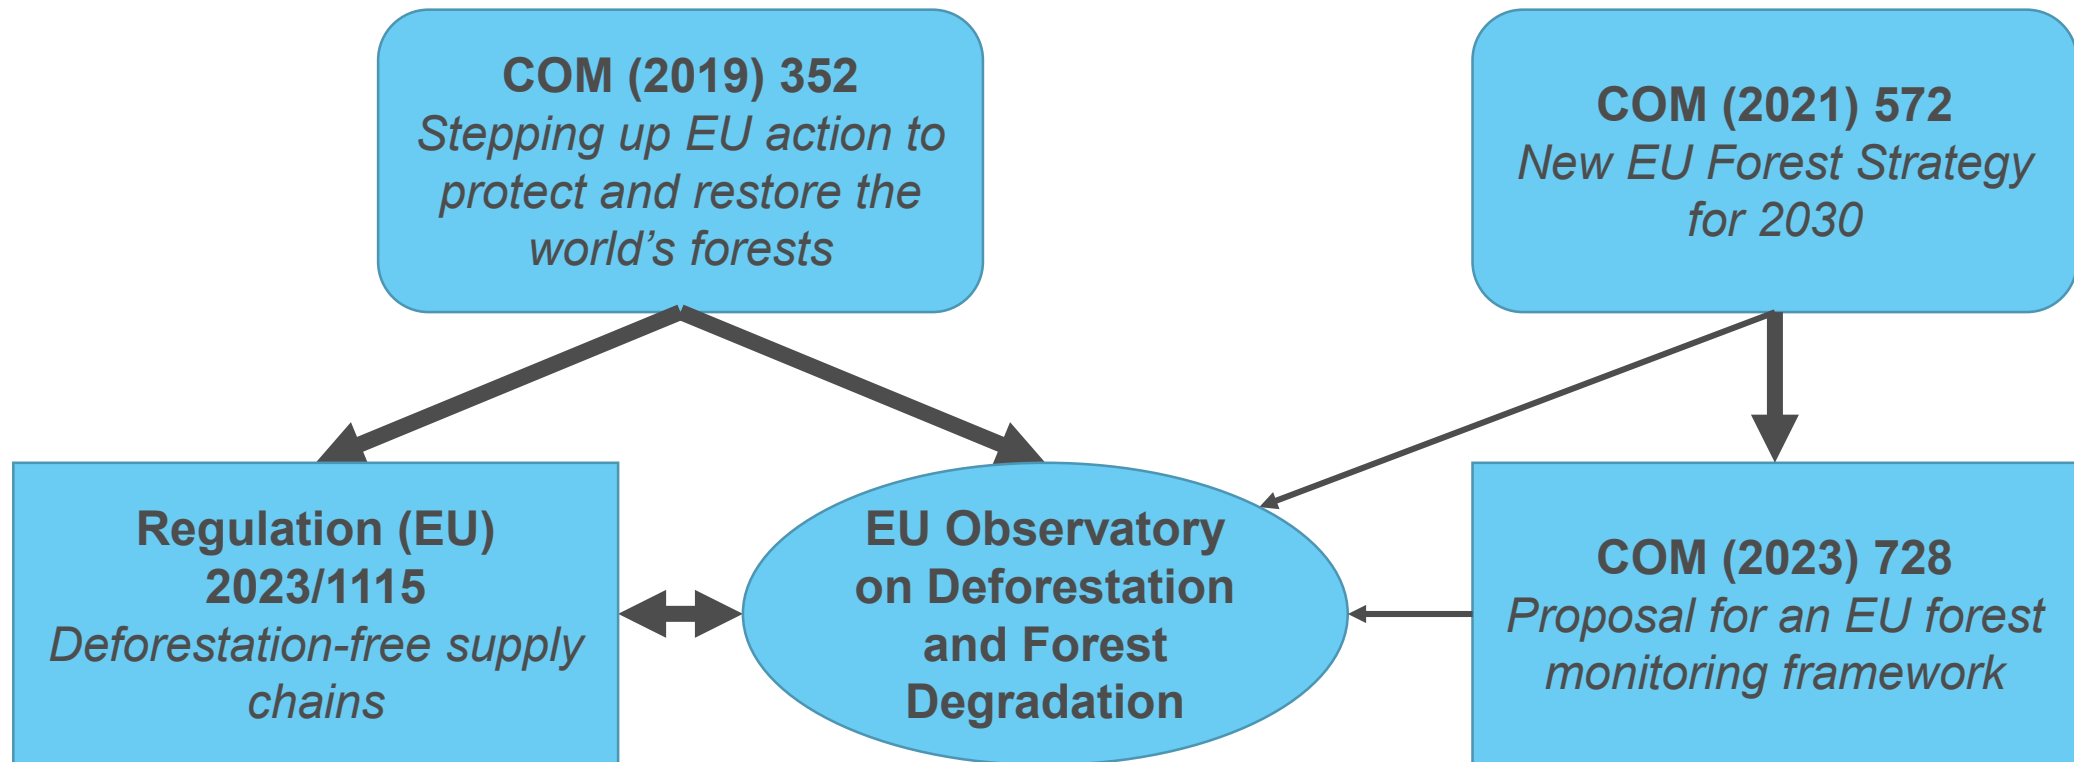 COM (2019) 352
Stepping up EU action to
protect and restore the
world’s forests
COM (2021) 572
New EU Forest Strategy
for 2030
Regulation (EU)
2023/1115
Deforestation-free supply
chains
EU Observatory
on Deforestation
and Forest
Degradation
COM (2023) 728
Proposal for an EU forest
monitoring framework